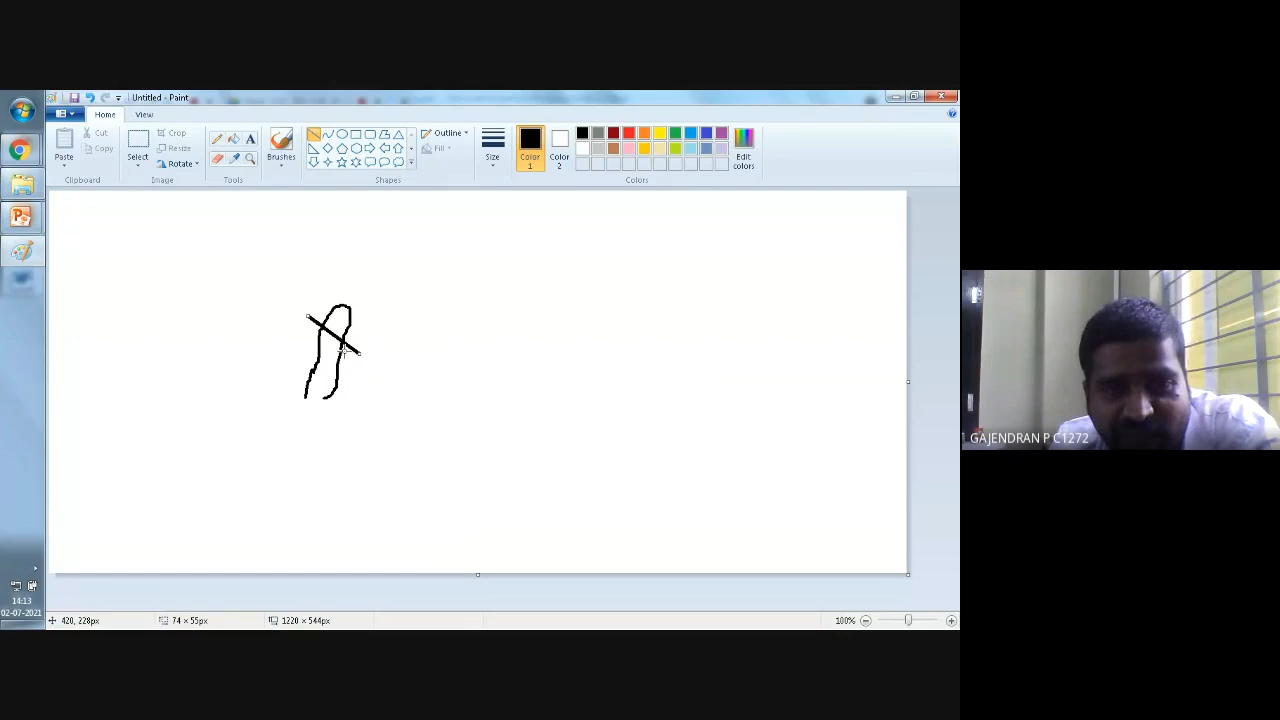 Untitled - Paint
Home View
Paste
Cut
Copy
Clipboard
Select
Crop
Resize
Rotate
Image
A
Tools
Brushes
Outline
Fill
Shapes
Size
Color 1
Color 2
Edit colors
Colors
GAJENDRAN P C1272
14:13
02-07-2021
420, 228px
74 × 55px
1220 × 544px
100%